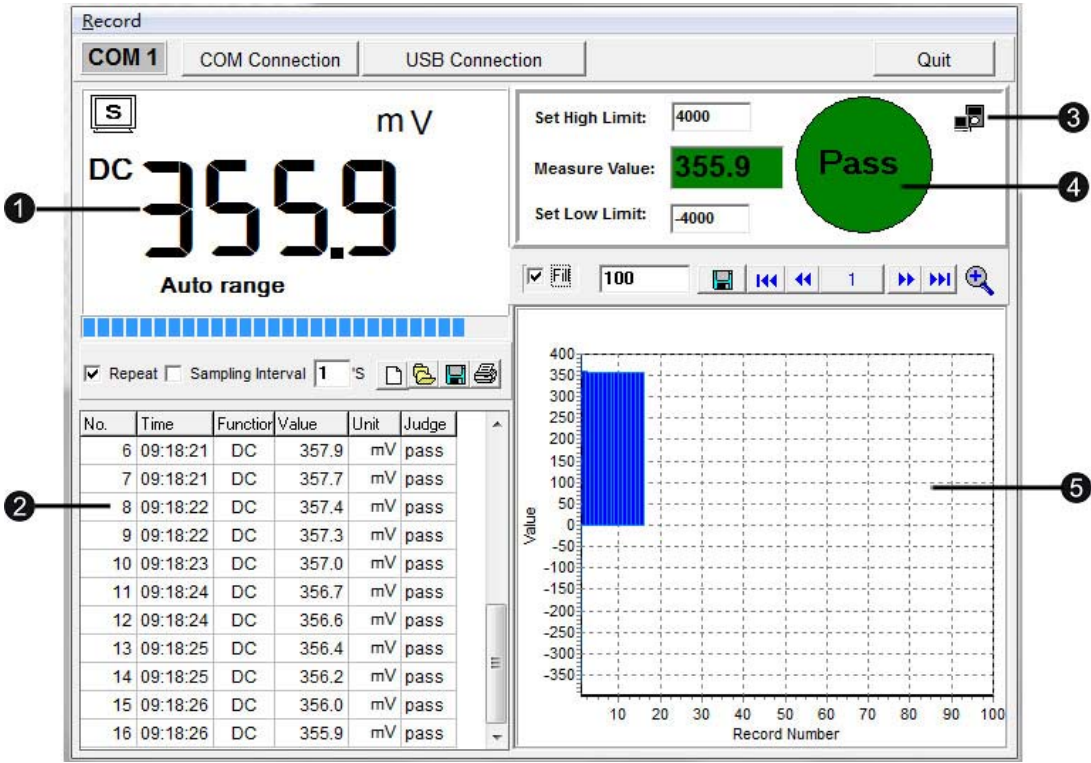 Record
COM 1 COM Connection USB Connection Quit
S mV
DC 355.9
Auto range
Set High Limit: 4000
Measure Value: 355.9
Set Low Limit: -4000
Pass
Fill 100 1
Repeat Sampling Interval 1 'S
No. Time Function Value Unit Judge
6 09:18:21 DC 357.9 mV pass
7 09:18:21 DC 357.7 mV pass
8 09:18:22 DC 357.4 mV pass
9 09:18:22 DC 357.3 mV pass
10 09:18:23 DC 357.0 mV pass
11 09:18:24 DC 356.7 mV pass
12 09:18:24 DC 356.6 mV pass
13 09:18:25 DC 356.4 mV pass
14 09:18:25 DC 356.2 mV pass
15 09:18:26 DC 356.0 mV pass
16 09:18:26 DC 355.9 mV pass
Value
400
350
300
250
200
150
100
50
0
-50
-100
-150
-200
-250
-300
-350
10 20 30 40 50 60 70 80 90 100
Record Number
1
2
3
4
5